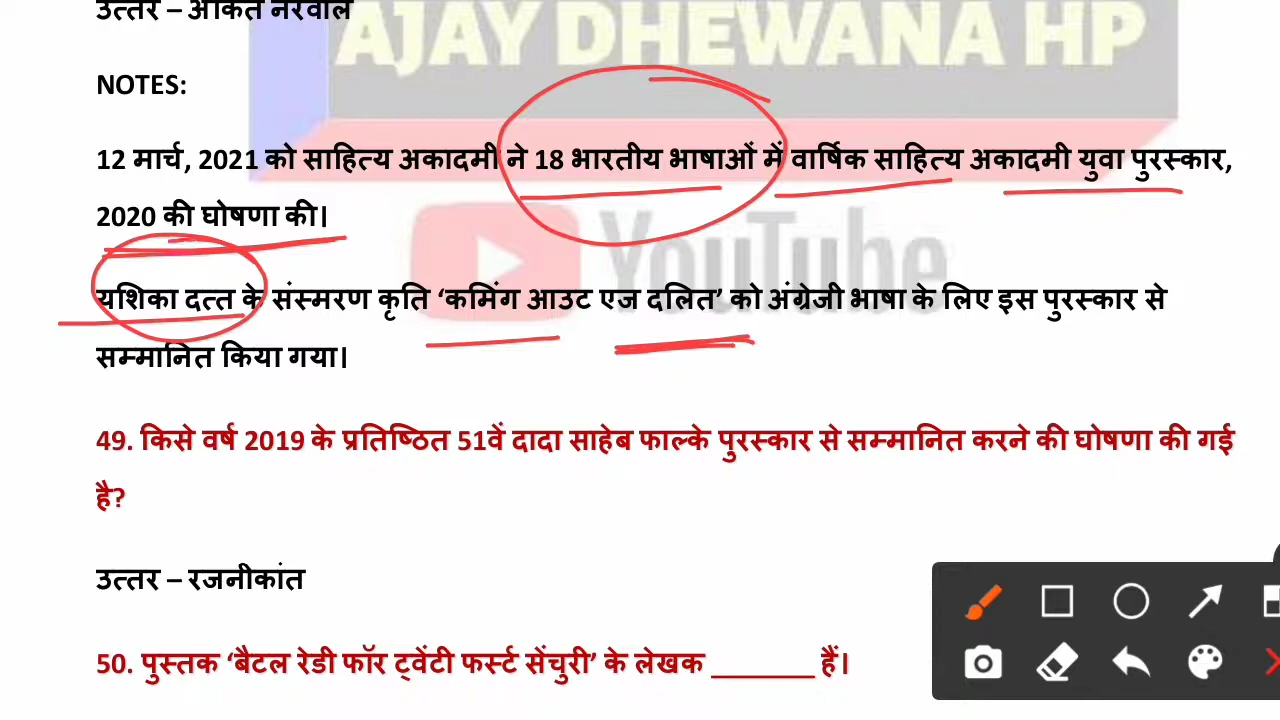 उत्तर – अंकित नरवाल
AJAY DHEWANA HP
NOTES:
12 मार्च, 2021 को साहित्य अकादमी ने 18 भारतीय भाषाओं में वार्षिक साहित्य अकादमी युवा पुरस्कार,
2020 की घोषणा की।
YouTube
यशिका दत्त के संस्मरण कृति ‘कमिंग आउट एज दलित’ को अंग्रेजी भाषा के लिए इस पुरस्कार से
सम्मानित किया गया।
49. किसे वर्ष 2019 के प्रतिष्ठित 51वें दादा साहेब फाल्के पुरस्कार से सम्मानित करने की घोषणा की गई
है?
उत्तर – रजनीकांत
50. पुस्तक ‘बैटल रेडी फॉर ट्वेंटी फर्स्ट सेंचुरी’ के लेखक ________ हैं।